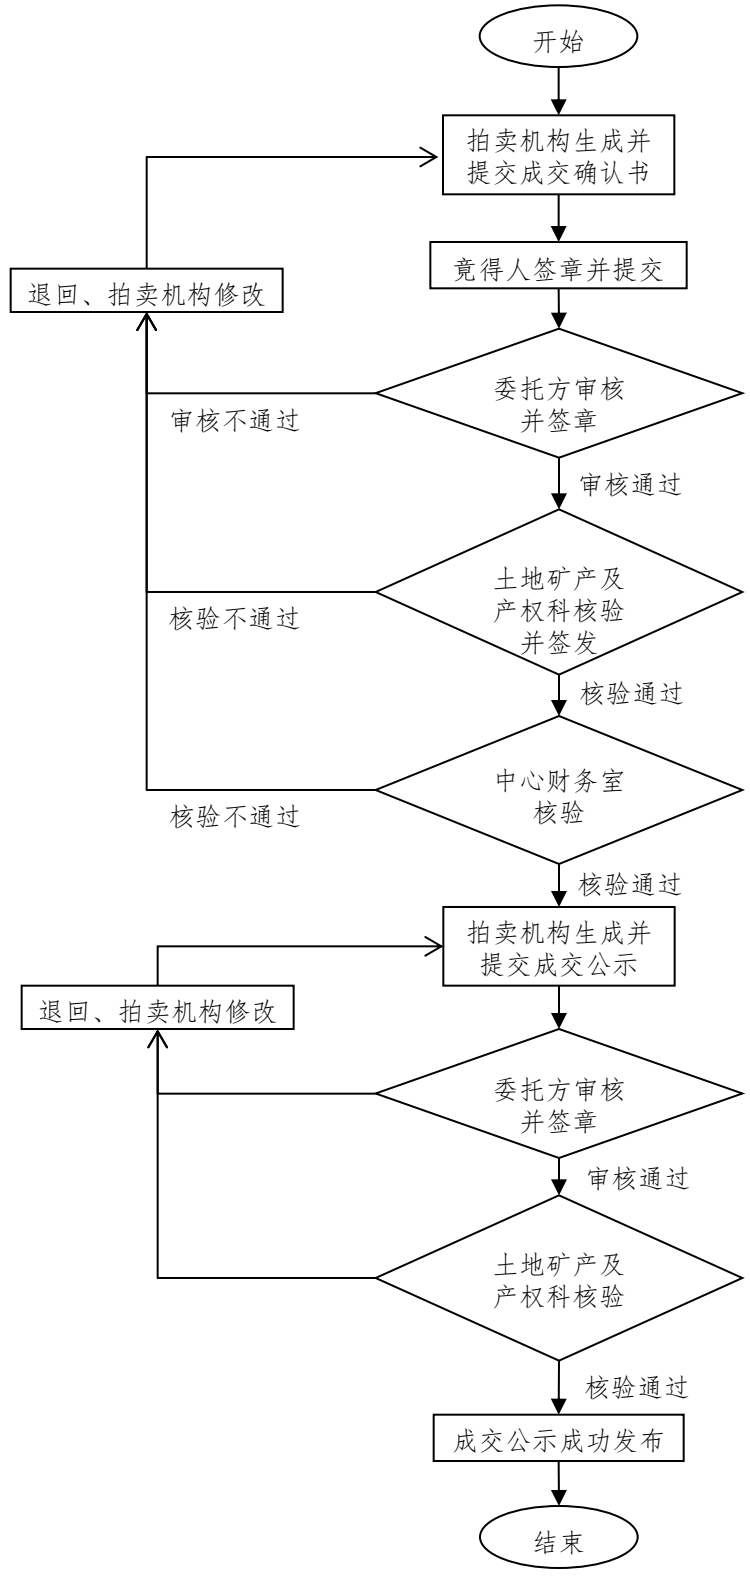 开始
拍卖机构生成并
提交成交确认书
竟得人签章并提交
退回、拍卖机构修改
委托方审核
并签章
审核不通过
审核通过
土地矿产及
产权科核验
并签发
核验不通过
核验通过
中心财务室
核验
核验不通过
核验通过
拍卖机构生成并
提交成交公示
退回、拍卖机构修改
委托方审核
并签章
审核通过
土地矿产及
产权科核验
核验通过
成交公示成功发布
结束